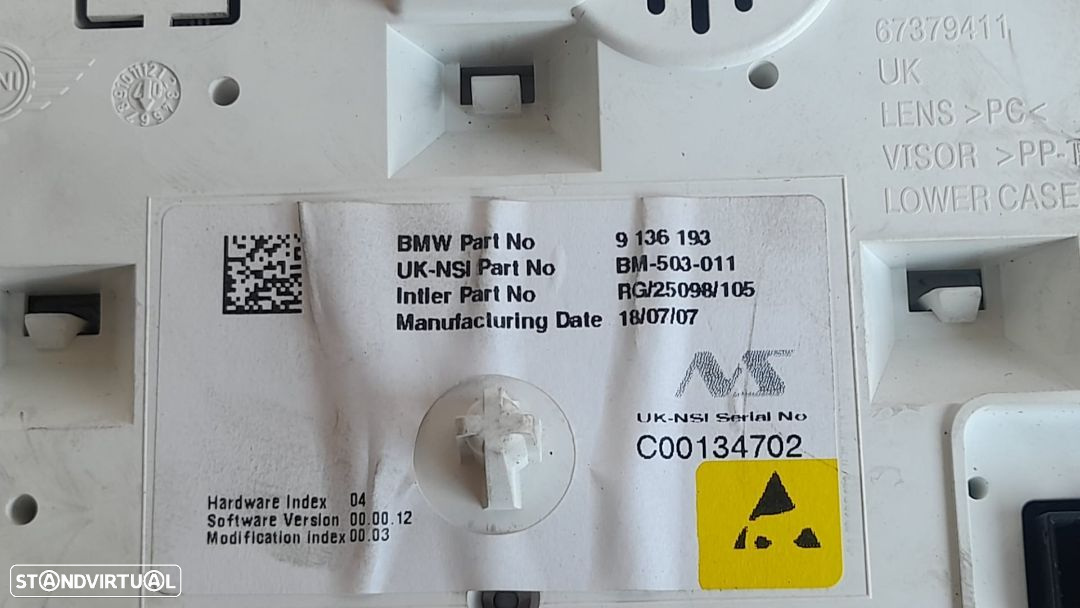 67379411
UK
LENS >PC<
VISOR >PP-T
LOWER CASE
BMW Part No 9 136 193
UK-NSI Part No BM-503-011
Intier Part No RG/25098/105
Manufacturing Date 18/07/07
UK-NSI Serial No
C00134702
Hardware Index 04
Software Version 00.00.12
Modification Index 00.03
STANDVIRTUAL